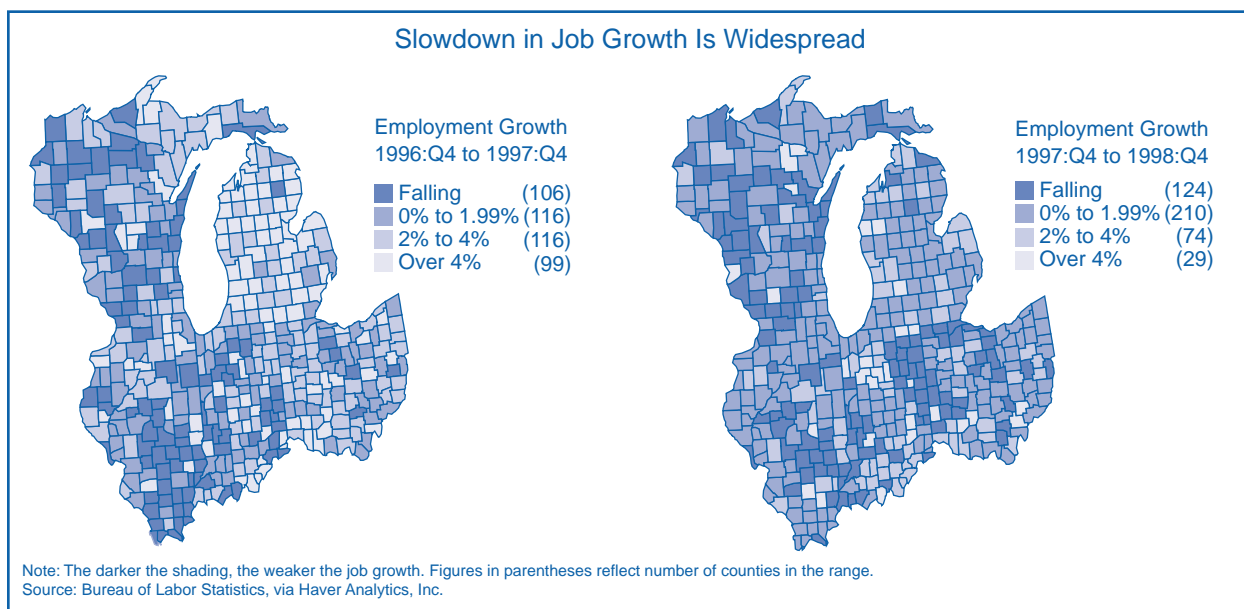 Slowdown in Job Growth Is Widespread
Employment Growth
1996:Q4 to 1997:Q4
Falling (106)
0% to 1.99% (116)
2% to 4% (116)
Over 4% (99)
Employment Growth
1997:Q4 to 1998:Q4
Falling (124)
0% to 1.99% (210)
2% to 4% (74)
Over 4% (29)
Note: The darker the shading, the weaker the job growth. Figures in parentheses reflect number of counties in the range.
Source: Bureau of Labor Statistics, via Haver Analytics, Inc.